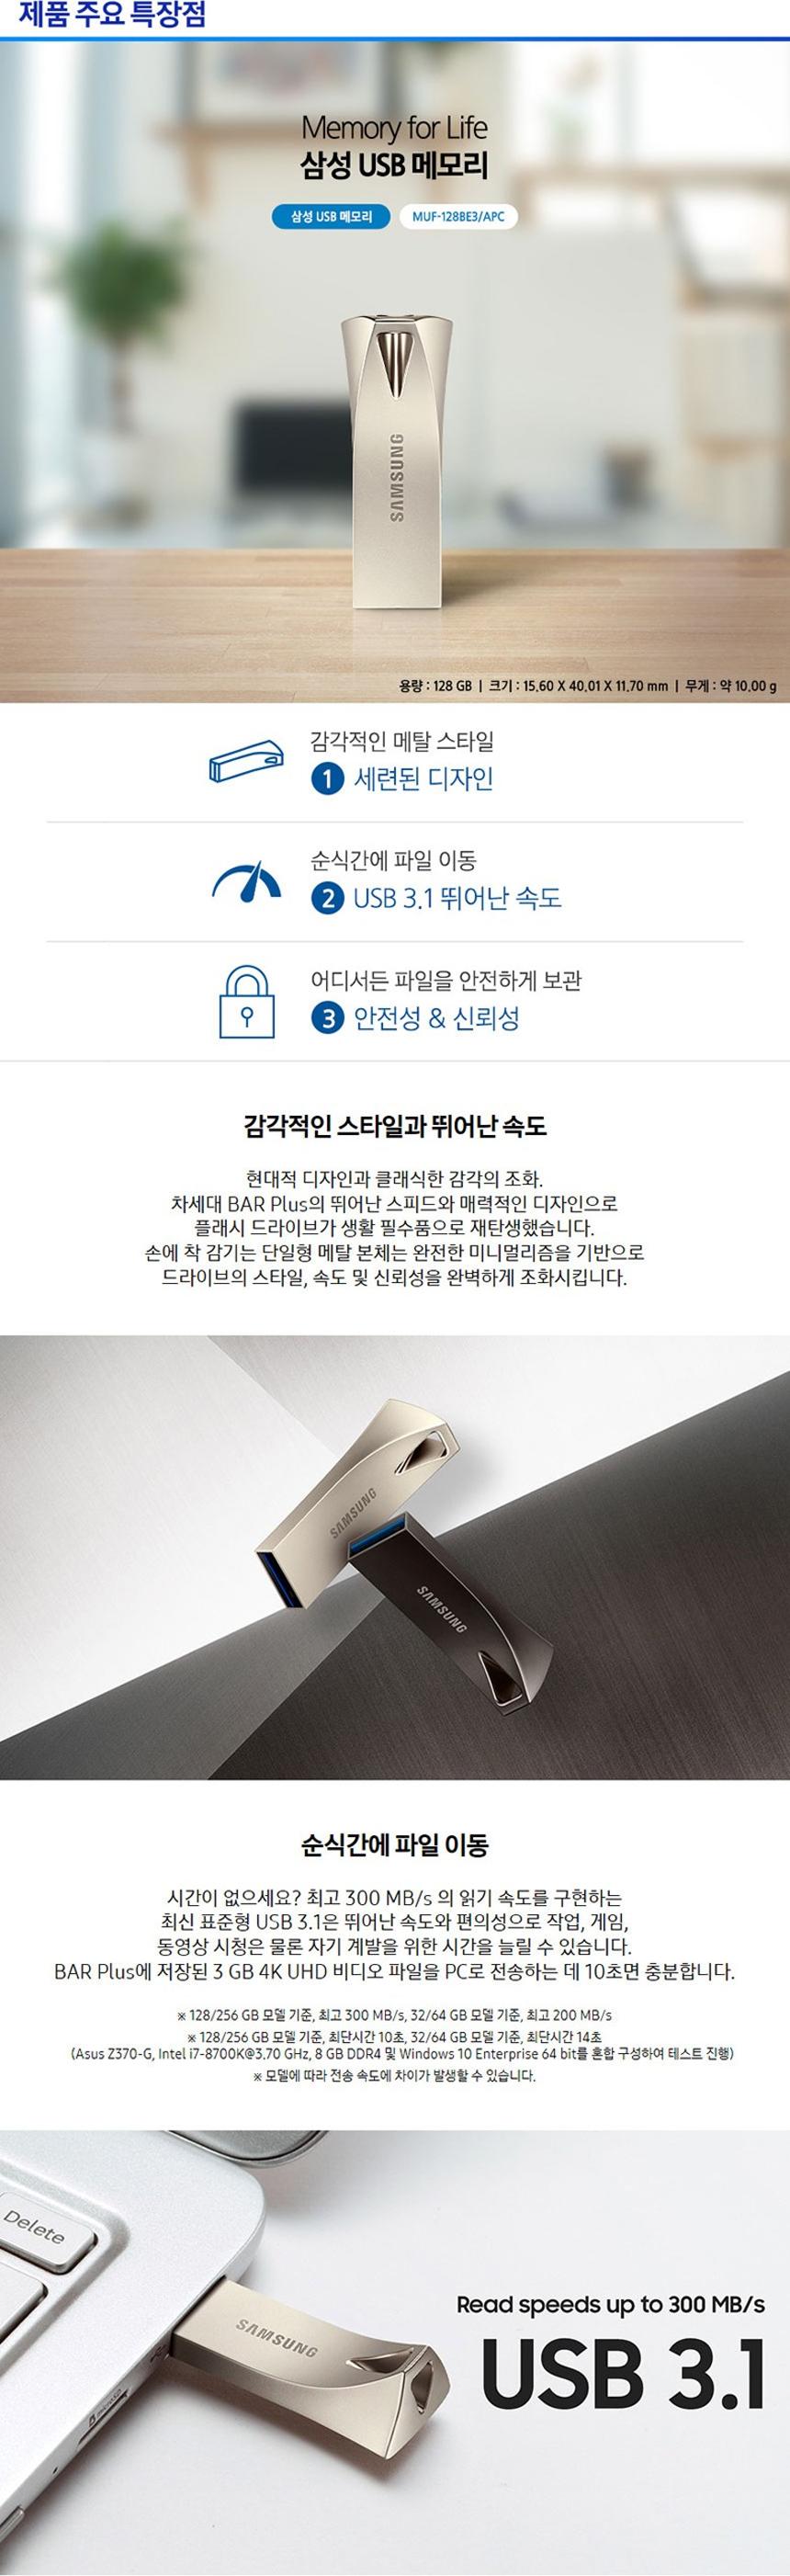 제품 주요 특장점
Memory for Life
삼성 USB 메모리
삼성 USB 메모리 MUF-128BE3/APC
SAMSUNG
용량 : 128 GB | 크기 : 15.60 X 40.01 X 11.70 mm | 무게 : 약 10.00 g
감각적인 메탈 스타일
1 세련된 디자인
순식간에 파일 이동
2 USB 3.1 뛰어난 속도
어디서든 파일을 안전하게 보관
3 안전성 & 신뢰성
감각적인 스타일과 뛰어난 속도
현대적 디자인과 클래식한 감각의 조화.
차세대 BAR Plus의 뛰어난 스피드와 매력적인 디자인으로
플래시 드라이브가 생활 필수품으로 재탄생했습니다.
손에 착 감기는 단일형 메탈 본체는 완전한 미니멀리즘을 기반으로
드라이브의 스타일, 속도 및 신뢰성을 완벽하게 조화시킵니다.
SAMSUNG
SAMSUNG
순식간에 파일 이동
시간이 없으세요? 최고 300 MB/s 의 읽기 속도를 구현하는
최신 표준형 USB 3.1은 뛰어난 속도와 편의성으로 작업, 게임,
동영상 시청은 물론 자기 계발을 위한 시간을 늘릴 수 있습니다.
BAR Plus에 저장된 3 GB 4K UHD 비디오 파일을 PC로 전송하는 데 10초면 충분합니다.
※ 128/256 GB 모델 기준, 최고 300 MB/s, 32/64 GB 모델 기준, 최고 200 MB/s
※ 128/256 GB 모델 기준, 최단시간 10초, 32/64 GB 모델 기준, 최단시간 14초
(Asus Z370-G, Intel i7-8700K@3.70 GHz, 8 GB DDR4 및 Windows 10 Enterprise 64 bit를 혼합 구성하여 테스트 진행)
※ 모델에 따라 전송 속도에 차이가 발생할 수 있습니다.
Delete
Read speeds up to 300 MB/s
SAMSUNG
USB 3.1